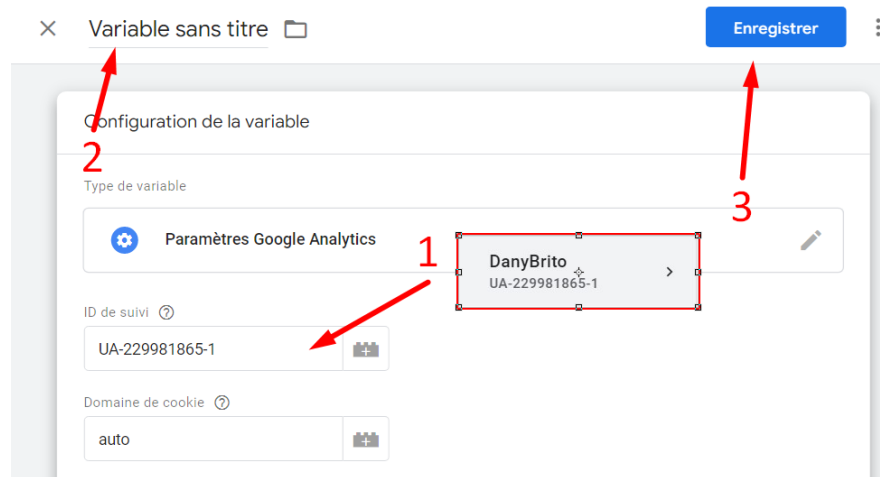 Variable sans titre
Enregistrer
Configuration de la variable
2
Type de variable
3
Paramètres Google Analytics
1
DanyBrito
UA-229981865-1
ID de suivi
UA-229981865-1
Domaine de cookie
auto